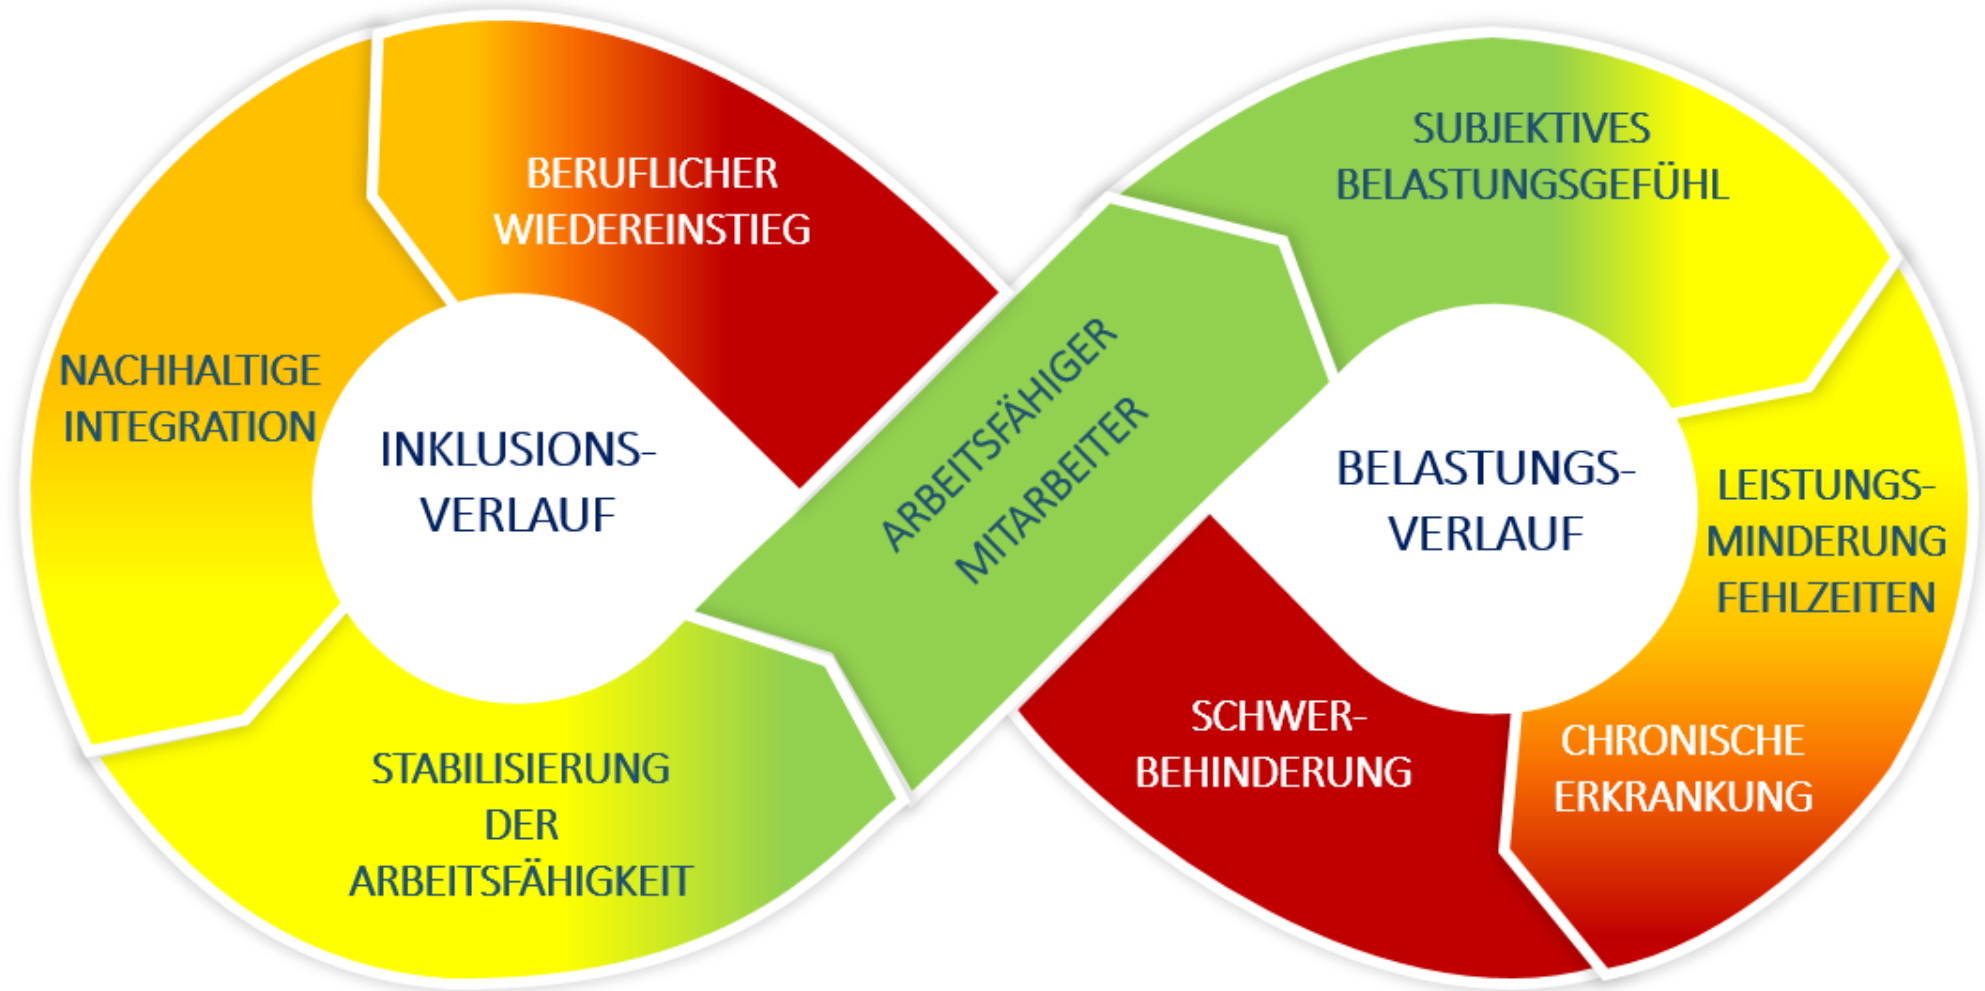 BERUFLICHER
WIEDEREINSTIEG
NACHHALTIGE
INTEGRATION
INKLUSIONS-
VERLAUF
STABILISIERUNG
DER
ARBEITSFÄHIGKEIT
ARBEITSFÄHIGER
MITARBEITER
SUBJEKTIVES
BELASTUNGSGEFÜHL
BELASTUNGS-
VERLAUF
LEISTUNGS-
MINDERUNG
FEHLZEITEN
CHRONISCHE
ERKRANKUNG
SCHWER-
BEHINDERUNG